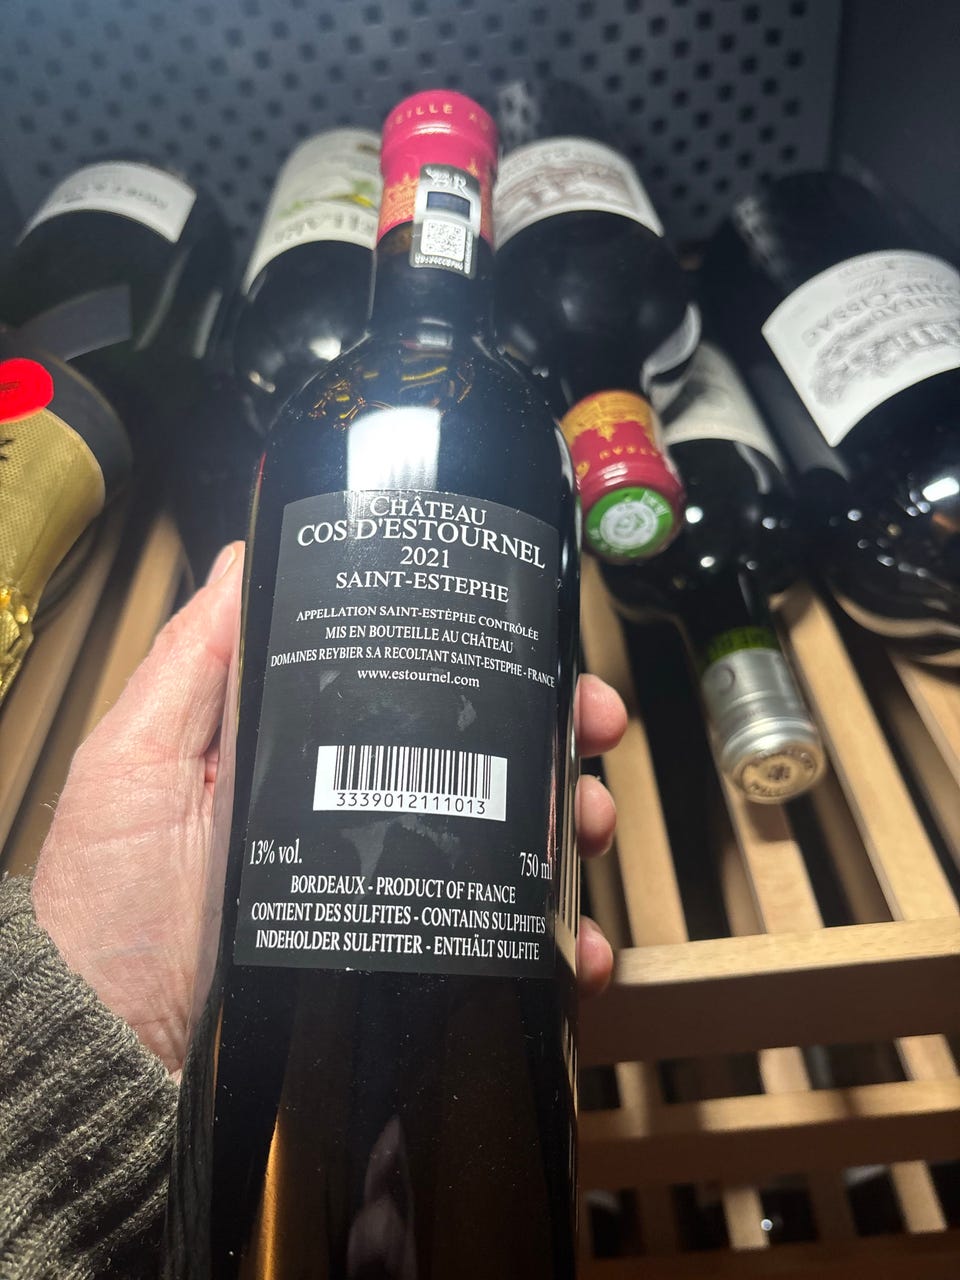 CHÂTEAU
COS D'ESTOURNEL
2021
SAINT-ESTEPHE
APPELLATION SAINT-ESTÈPHE CONTRÔLÉE
MIS EN BOUTEILLE AU CHÂTEAU
DOMAINES REYBIER S.A RECOLTANT SAINT-ESTEPHE - FRANCE
www.estournel.com
3339012111013
13% vol.
750 ml
BORDEAUX - PRODUCT OF FRANCE
CONTIENT DES SULFITES - CONTAINS SULPHITES
INDEHOLDER SULFITTER - ENTHÄLT SULFITE